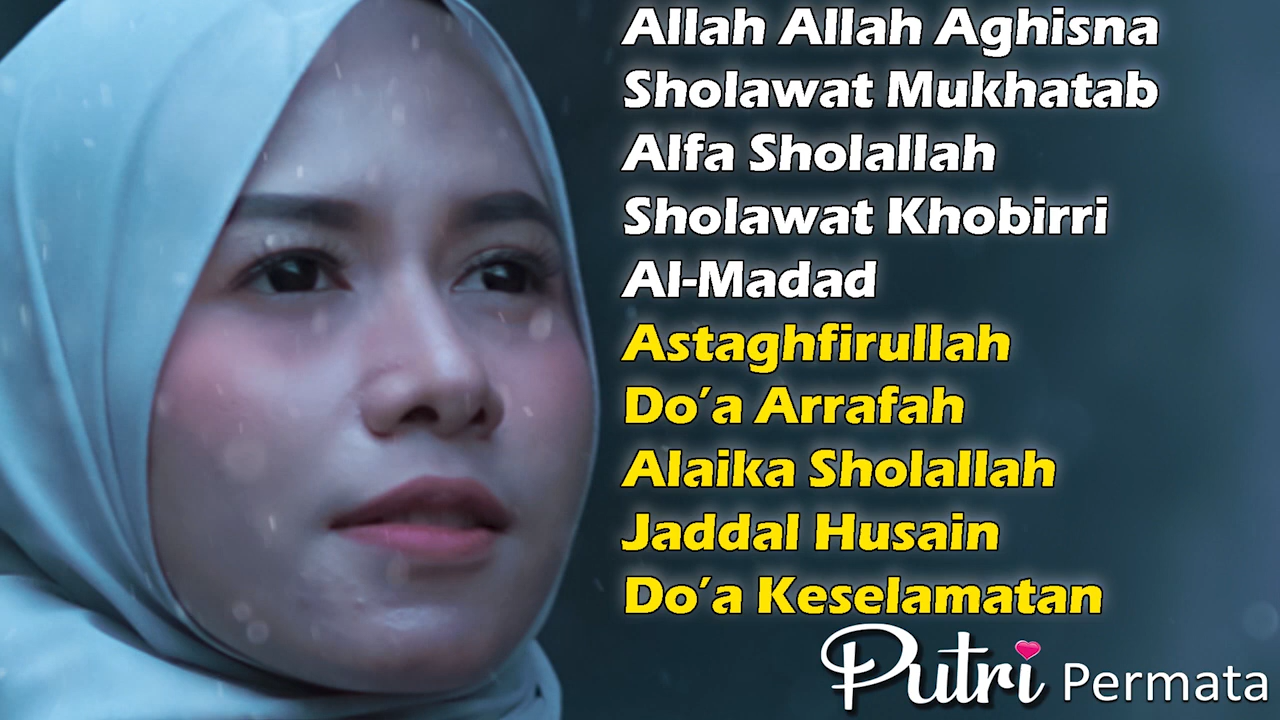 Allah Allah Aghisna
Sholawat Mukhatab
Alfa Sholallah
Sholawat Khobirri
Al-Madad
Astaghfirullah
Do’a Arrafah
Alaika Sholallah
Jaddal Husain
Do’a Keselamatan
Putri Permata